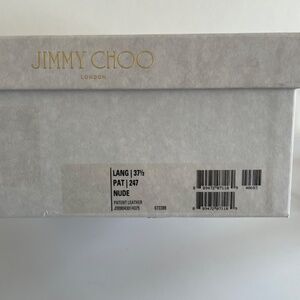 JIMMY CHOO
LONDON
LANG | 37½
PAT | 247
NUDE
PATENT LEATHER